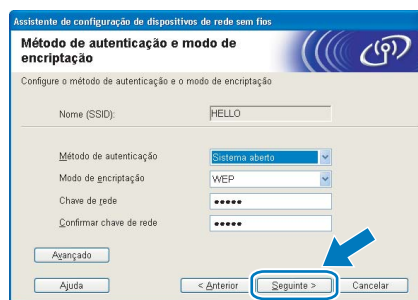 Assistente de configuração de dispositivos de rede sem fios
Método de autenticação e modo de
encriptação
Configure o método de autenticação e o modo de encriptação
Nome (SSID): HELLO
Método de autenticação Sistema aberto
Modo de encriptação WEP
Chave de rede •••••
Confirmar chave de rede •••••
Avançado
Ajuda < Anterior Seguinte > Cancelar